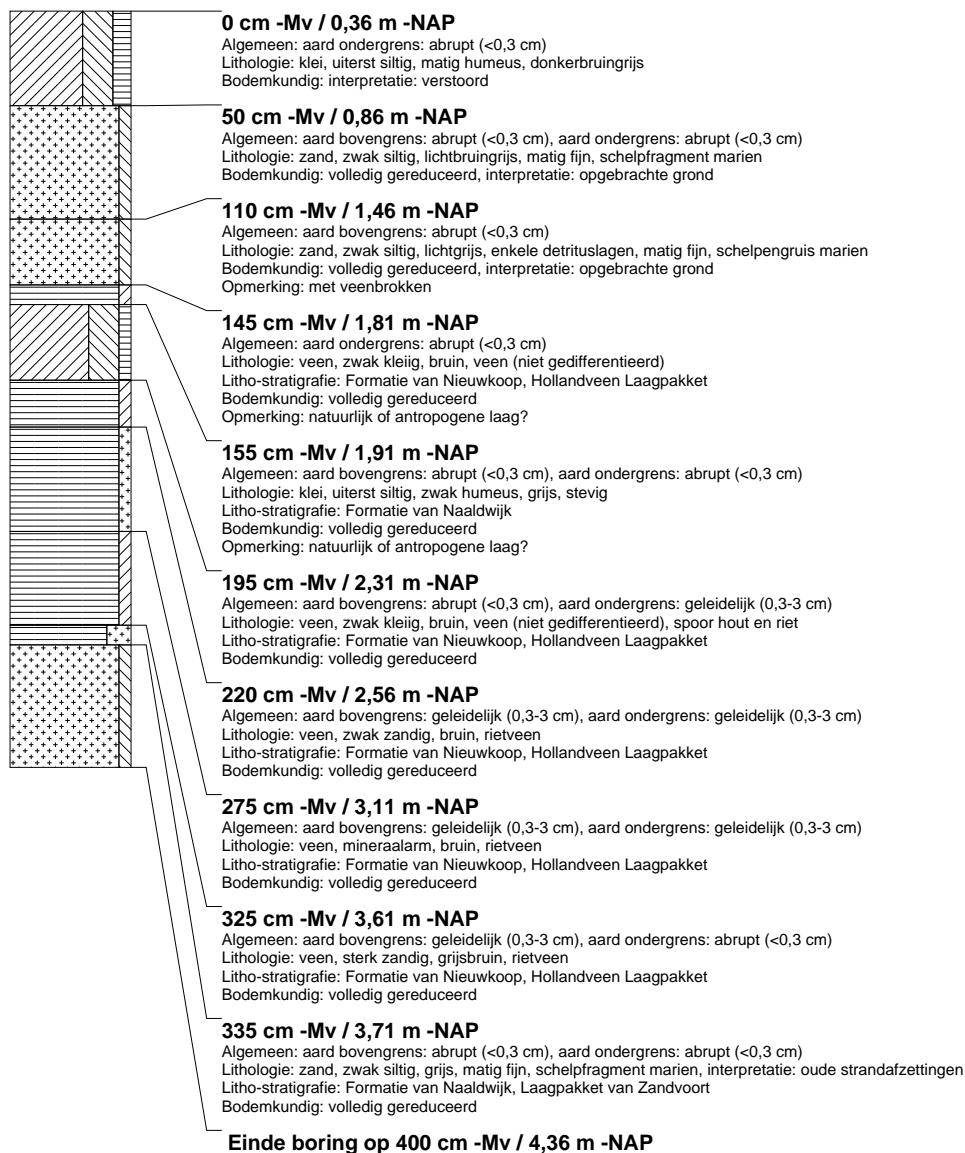 0 cm -Mv / 0,36 m -NAP
Algemeen: aard ondergrens: abrupt (<0,3 cm)
Lithologie: klei, uiterst siltig, matig humeus, donkerbruingrijs
Bodemkundig: interpretatie: verstoord
50 cm -Mv / 0,86 m -NAP
Algemeen: aard bovengrens: abrupt (<0,3 cm), aard ondergrens: abrupt (<0,3 cm)
Lithologie: zand, zwak siltig, lichtbruingrijs, matig fijn, schelpfragment marien
Bodemkundig: volledig gereduceerd, interpretatie: opgebrachte grond
110 cm -Mv / 1,46 m -NAP
Algemeen: aard bovengrens: abrupt (<0,3 cm)
Lithologie: zand, zwak siltig, lichtgrijs, enkele detrituslagen, matig fijn, schelpengruis marien
Bodemkundig: volledig gereduceerd, interpretatie: opgebrachte grond
Opmerking: met veenbrokken
145 cm -Mv / 1,81 m -NAP
Algemeen: aard ondergrens: abrupt (<0,3 cm)
Lithologie: veen, zwak kleiig, bruin, veen (niet gedifferentieerd)
Litho-stratigrafie: Formatie van Nieuwkoop, Hollandveen Laagpakket
Bodemkundig: volledig gereduceerd
Opmerking: natuurlijk of antropogene laag?
155 cm -Mv / 1,91 m -NAP
Algemeen: aard bovengrens: abrupt (<0,3 cm), aard ondergrens: abrupt (<0,3 cm)
Lithologie: klei, uiterst siltig, zwak humeus, grijs, stevig
Litho-stratigrafie: Formatie van Naaldwijk
Bodemkundig: volledig gereduceerd
Opmerking: natuurlijk of antropogene laag?
195 cm -Mv / 2,31 m -NAP
Algemeen: aard bovengrens: abrupt (<0,3 cm), aard ondergrens: geleidelijk (0,3-3 cm)
Lithologie: veen, zwak kleiig, bruin, veen (niet gedifferentieerd), spoor hout en riet
Litho-stratigrafie: Formatie van Nieuwkoop, Hollandveen Laagpakket
Bodemkundig: volledig gereduceerd
220 cm -Mv / 2,56 m -NAP
Algemeen: aard bovengrens: geleidelijk (0,3-3 cm), aard ondergrens: geleidelijk (0,3-3 cm)
Lithologie: veen, zwak zandig, bruin, rietveen
Litho-stratigrafie: Formatie van Nieuwkoop, Hollandveen Laagpakket
Bodemkundig: volledig gereduceerd
275 cm -Mv / 3,11 m -NAP
Algemeen: aard bovengrens: geleidelijk (0,3-3 cm), aard ondergrens: geleidelijk (0,3-3 cm)
Lithologie: veen, mineraalarm, bruin, rietveen
Litho-stratigrafie: Formatie van Nieuwkoop, Hollandveen Laagpakket
Bodemkundig: volledig gereduceerd
325 cm -Mv / 3,61 m -NAP
Algemeen: aard bovengrens: geleidelijk (0,3-3 cm), aard ondergrens: abrupt (<0,3 cm)
Lithologie: veen, sterk zandig, grijsbruin, rietveen
Litho-stratigrafie: Formatie van Nieuwkoop, Hollandveen Laagpakket
Bodemkundig: volledig gereduceerd
335 cm -Mv / 3,71 m -NAP
Algemeen: aard bovengrens: abrupt (<0,3 cm), aard ondergrens: abrupt (<0,3 cm)
Lithologie: zand, zwak siltig, grijs, matig fijn, schelpfragment marien, interpretatie: oude strandafzettingen
Litho-stratigrafie: Formatie van Naaldwijk, Laagpakket van Zandvoort
Bodemkundig: volledig gereduceerd
Einde boring op 400 cm -Mv / 4,36 m -NAP